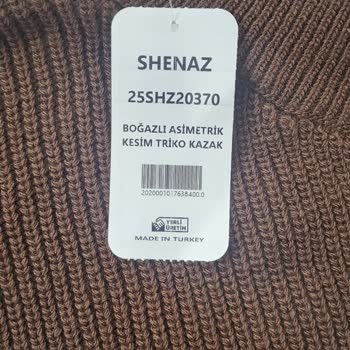 SHENAZ
25SHZ20370
BOĞAZLI ASİMETRİK
KESİM TRİKO KAZAK
2020001017638400.0
YERLİ
ÜRETİM
MADE IN TURKEY